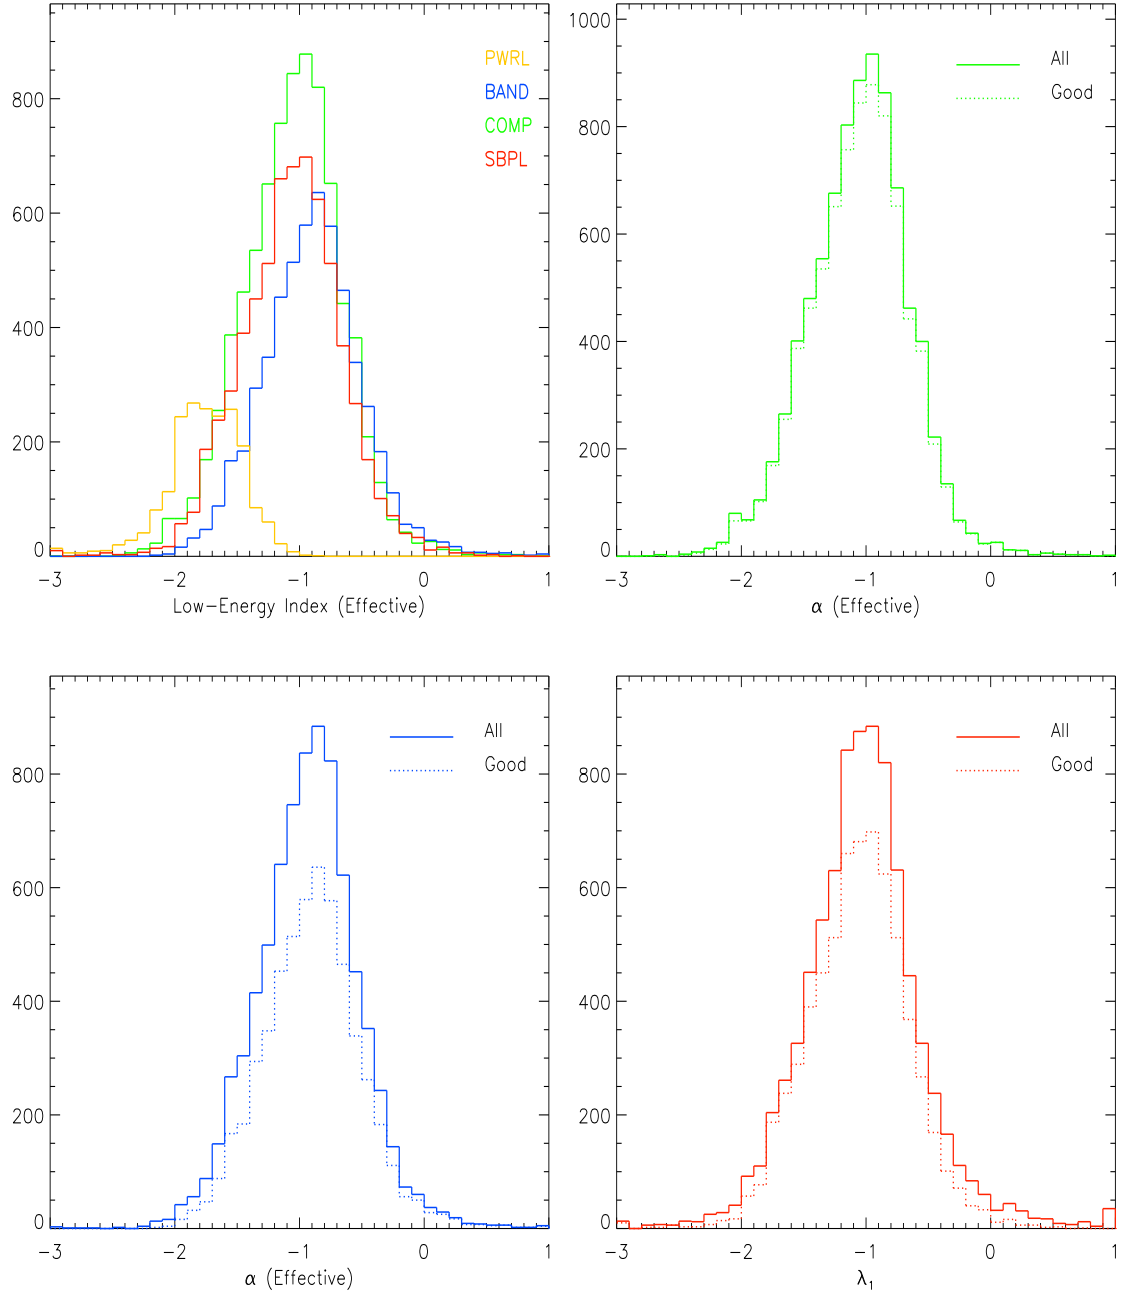 PWRL
BAND
COMP
SBPL
800
600
400
200
0
-3 -2 -1 0 1
Low-Energy Index (Effective)
All
Good
1000
800
600
400
200
0
-3 -2 -1 0 1
α (Effective)
All
Good
800
600
400
200
0
-3 -2 -1 0 1
α (Effective)
All
Good
800
600
400
200
0
-3 -2 -1 0 1
λ₁